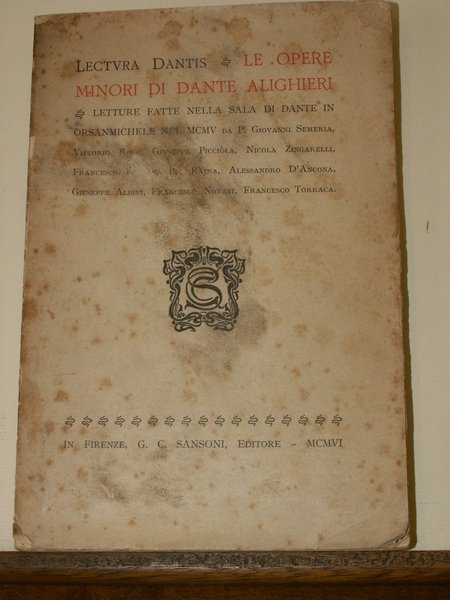 LECTVRA DANTIS LE OPERE
MINORI DI DANTE ALIGHIERI
LETTURE FATTE NELLA SALA DI DANTE IN
ORSANMICHELE NEL MCMV DA P. GIOVANNI SEMERIA,
VITTORIO ROSSI, GIUSEPPE PICCIÒLA, NICOLA ZINGARELLI,
FRANCESCO RAJNA, ALESSANDRO D'ANCONA,
GIUSEPPE ALBINI, FRANCESCO NOVATI, FRANCESCO TORRACA.
IN FIRENZE, G. C. SANSONI, EDITORE – MCMVI